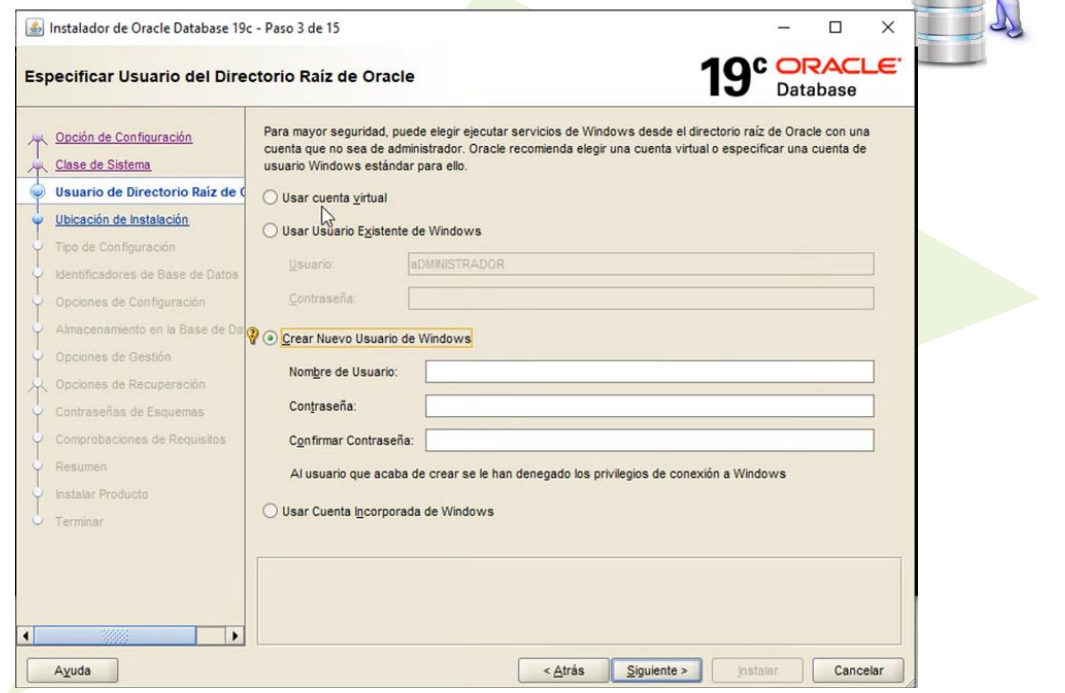 Instalador de Oracle Database 19c - Paso 3 de 15
Especificar Usuario del Directorio Raíz de Oracle
19c ORACLE
Database
Opción de Configuración
Clase de Sistema
Usuario de Directorio Raíz de
Ubicación de Instalación
Tipo de Configuración
Identificadores de Base de Datos
Opciones de Configuración
Almacenamiento en la Base de Da
Opciones de Gestión
Opciones de Recuperación
Contraseñas de Esquemas
Comprobaciones de Requisitos
Resumen
Instalar Producto
Terminar
Para mayor seguridad, puede elegir ejecutar servicios de Windows desde el directorio raíz de Oracle con una
cuenta que no sea de administrador. Oracle recomienda elegir una cuenta virtual o especificar una cuenta de
usuario Windows estándar para ello.
Usar cuenta virtual
Usar Usuario Existente de Windows
Usuario: aDMINISTRADOR
Contraseña:
Crear Nuevo Usuario de Windows
Nombre de Usuario:
Contraseña:
Confirmar Contraseña:
Al usuario que acaba de crear se le han denegado los privilegios de conexión a Windows
Usar Cuenta Incorporada de Windows
Ayuda
< Atrás
Siguiente >
Instalar
Cancelar